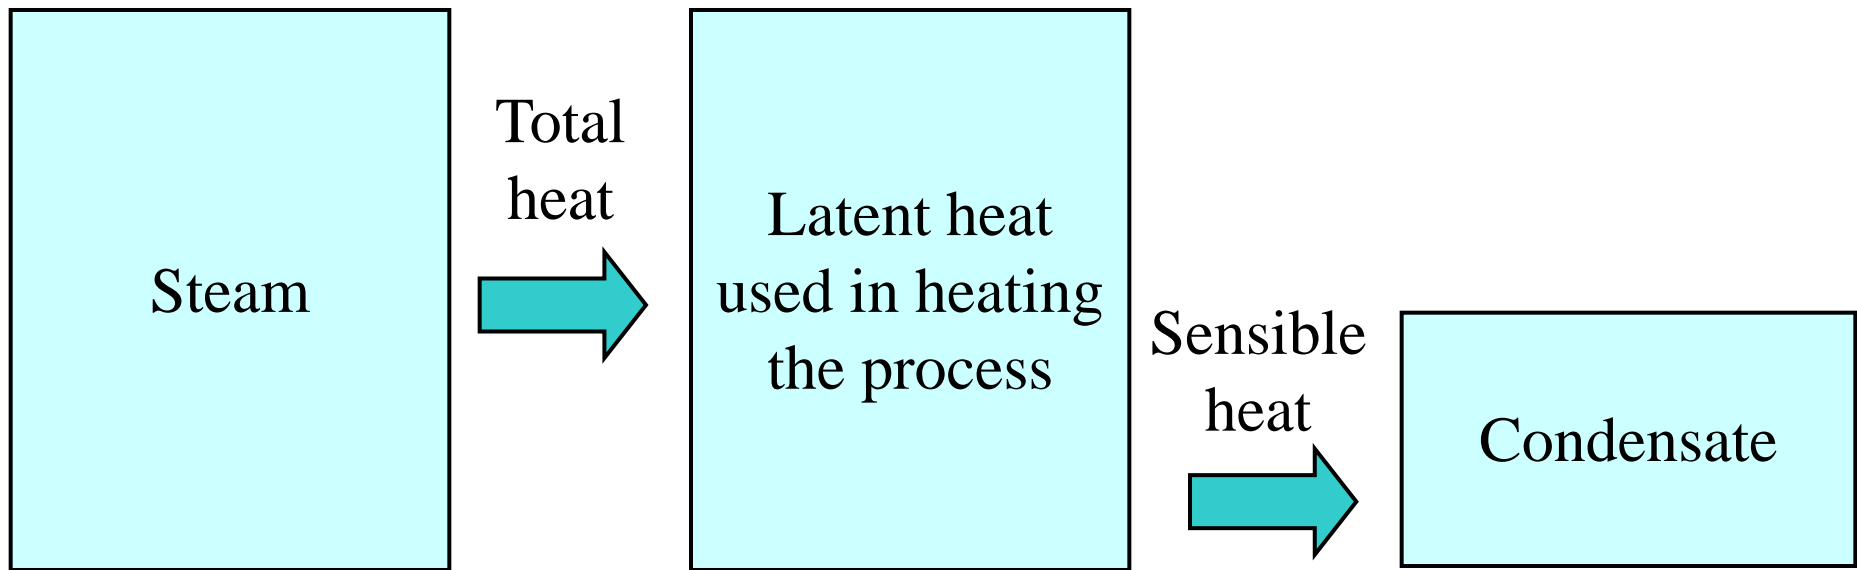 Steam
Total
heat
Latent heat
used in heating
the process
Sensible
heat
Condensate